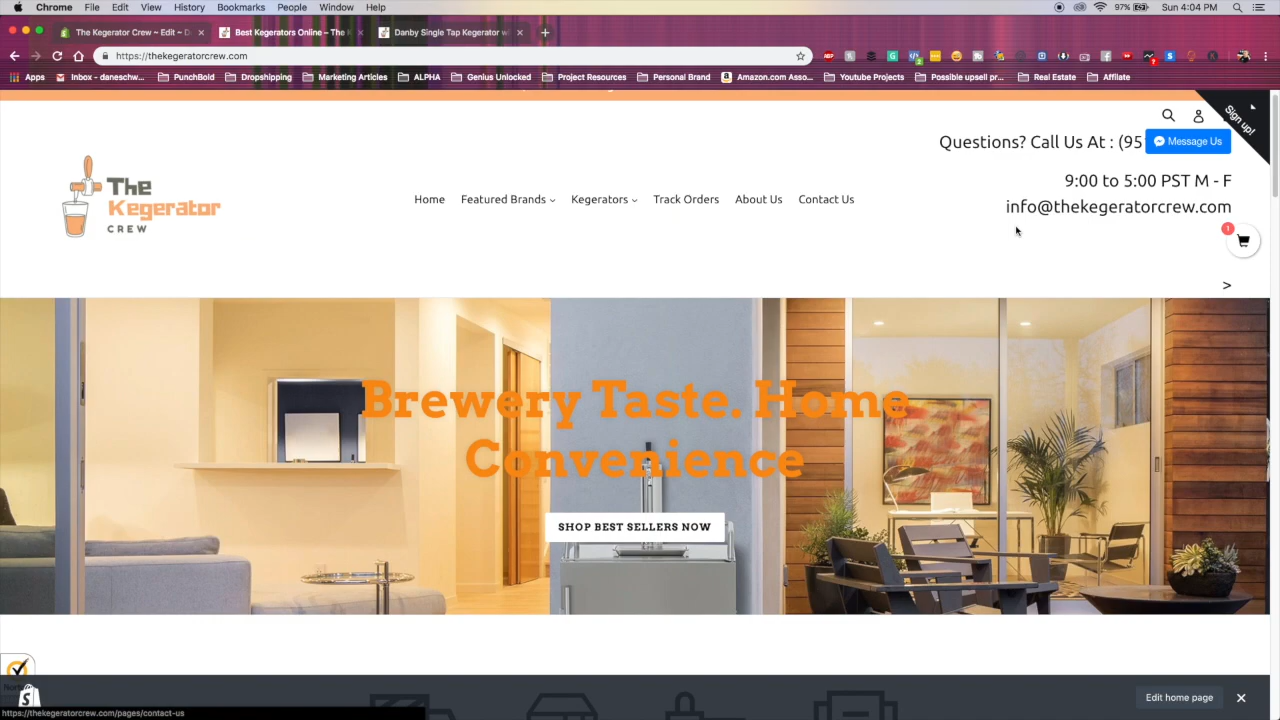 Chrome File Edit View History Bookmarks People Window Help
97% Sun 4:04 PM
The Kegerator Crew ~ Edit ~ D
Best Kegerators Online – The K
Danby Single Tap Kegerator w
https://thekegeratorcrew.com
Apps Inbox - daneschw... PunchBold Dropshipping Marketing Articles ALPHA Genius Unlocked Project Resources Personal Brand Amazon.com Asso... Youtube Projects Possible upsell pr... Real Estate Affilate
Sign up!
Questions? Call Us At : (95
Message Us
9:00 to 5:00 PST M - F
info@thekegeratorcrew.com
The
Kegerator
CREW
Home Featured Brands Kegerators Track Orders About Us Contact Us
1
>
Brewery Taste. Home
Convenience
SHOP BEST SELLERS NOW
Edit home page
https://thekegeratorcrew.com/pages/contact-us